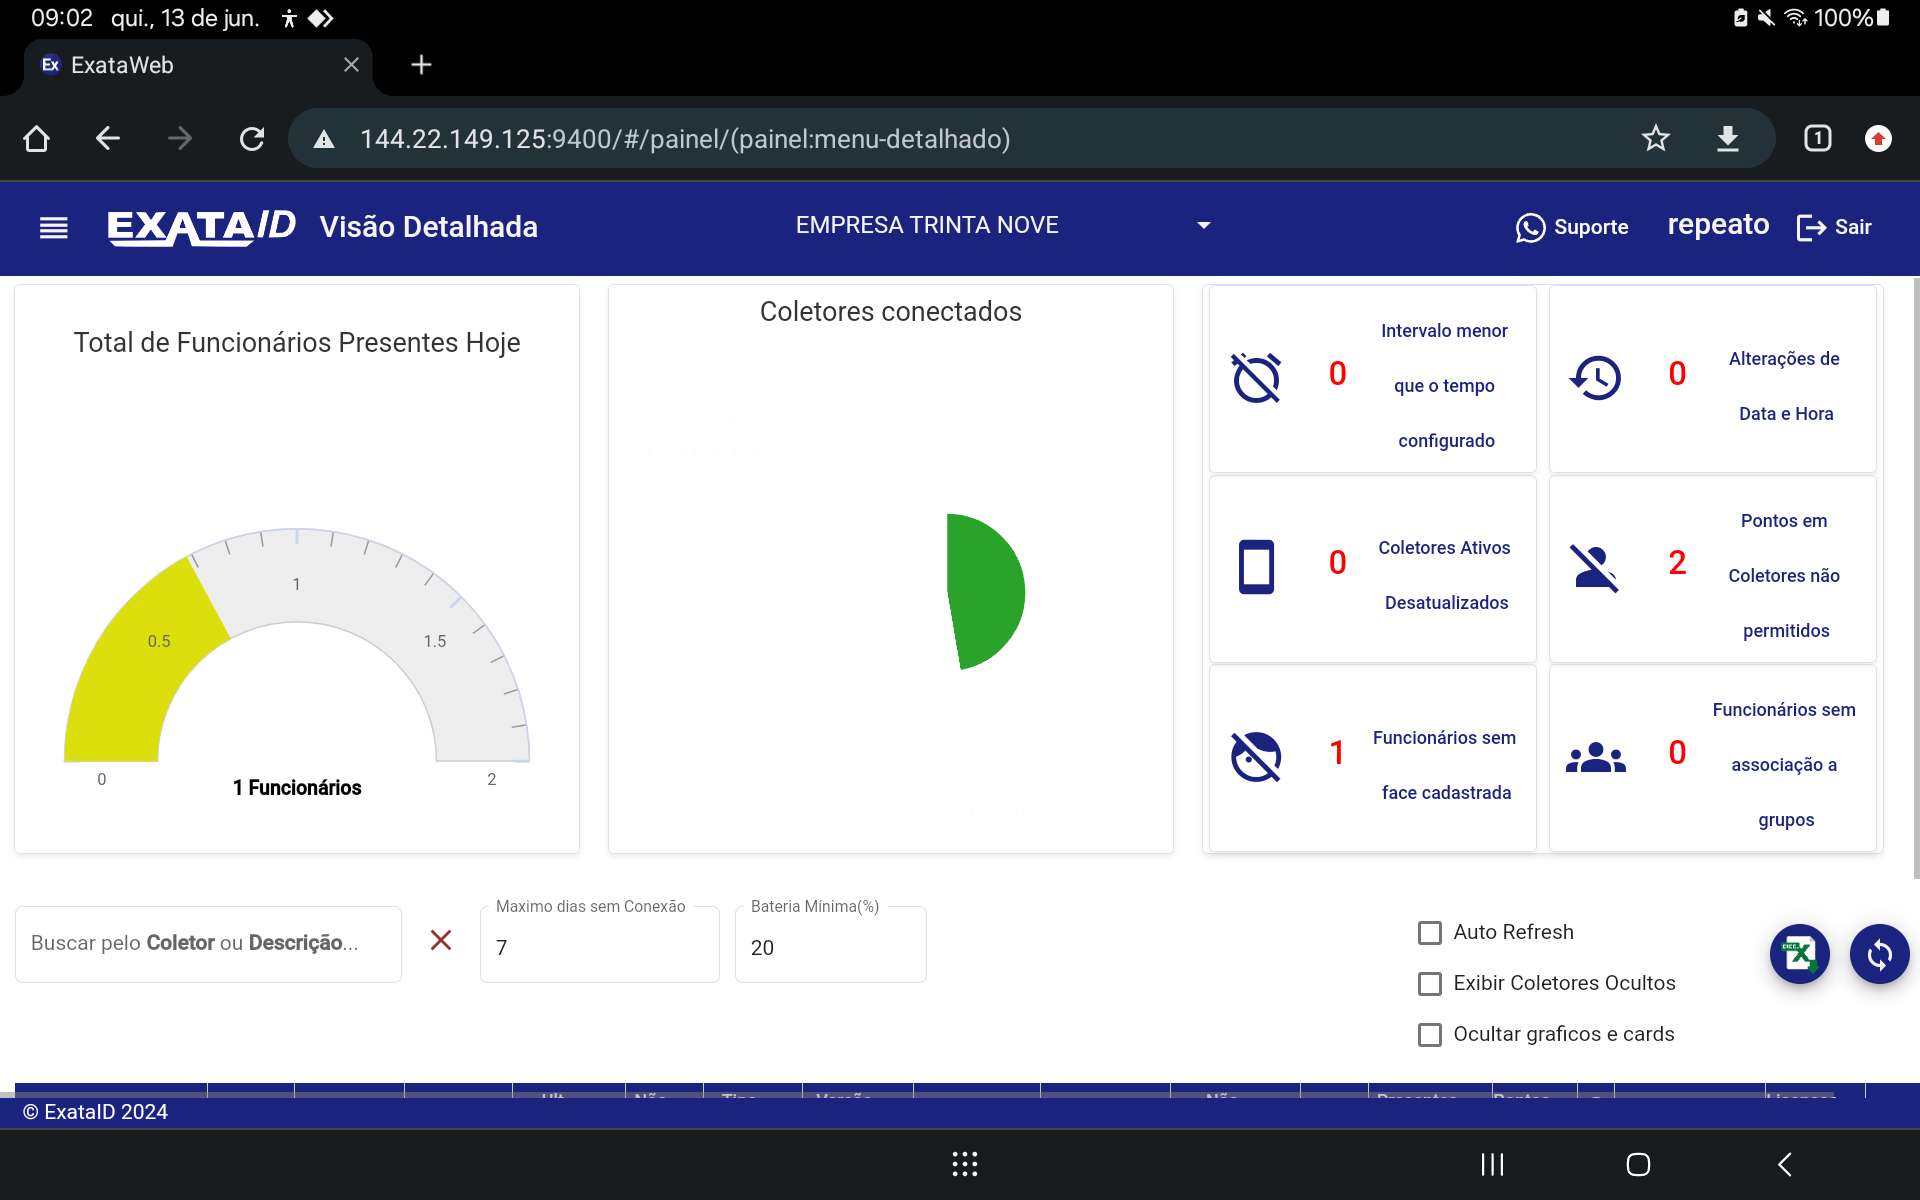 09:02 qui., 13 de jun.
100%
Ex ExataWeb
144.22.149.125:9400/#/painel/(painel:menu-detalhado)
1
EXATAID Visão Detalhada
EMPRESA TRINTA NOVE
Suporte
repeato
Sair
Total de Funcionários Presentes Hoje
0
0.5
1
1.5
2
1 Funcionários
Coletores conectados
0
Intervalo menor
que o tempo
configurado
0
Alterações de
Data e Hora
0
Coletores Ativos
Desatualizados
2
Pontos em
Coletores não
permitidos
1
Funcionários sem
face cadastrada
0
Funcionários sem
associação a
grupos
Buscar pelo Coletor ou Descrição...
Maximo dias sem Conexão
7
Bateria Mínima(%)
20
Auto Refresh
Exibir Coletores Ocultos
Ocultar graficos e cards
© ExataID 2024